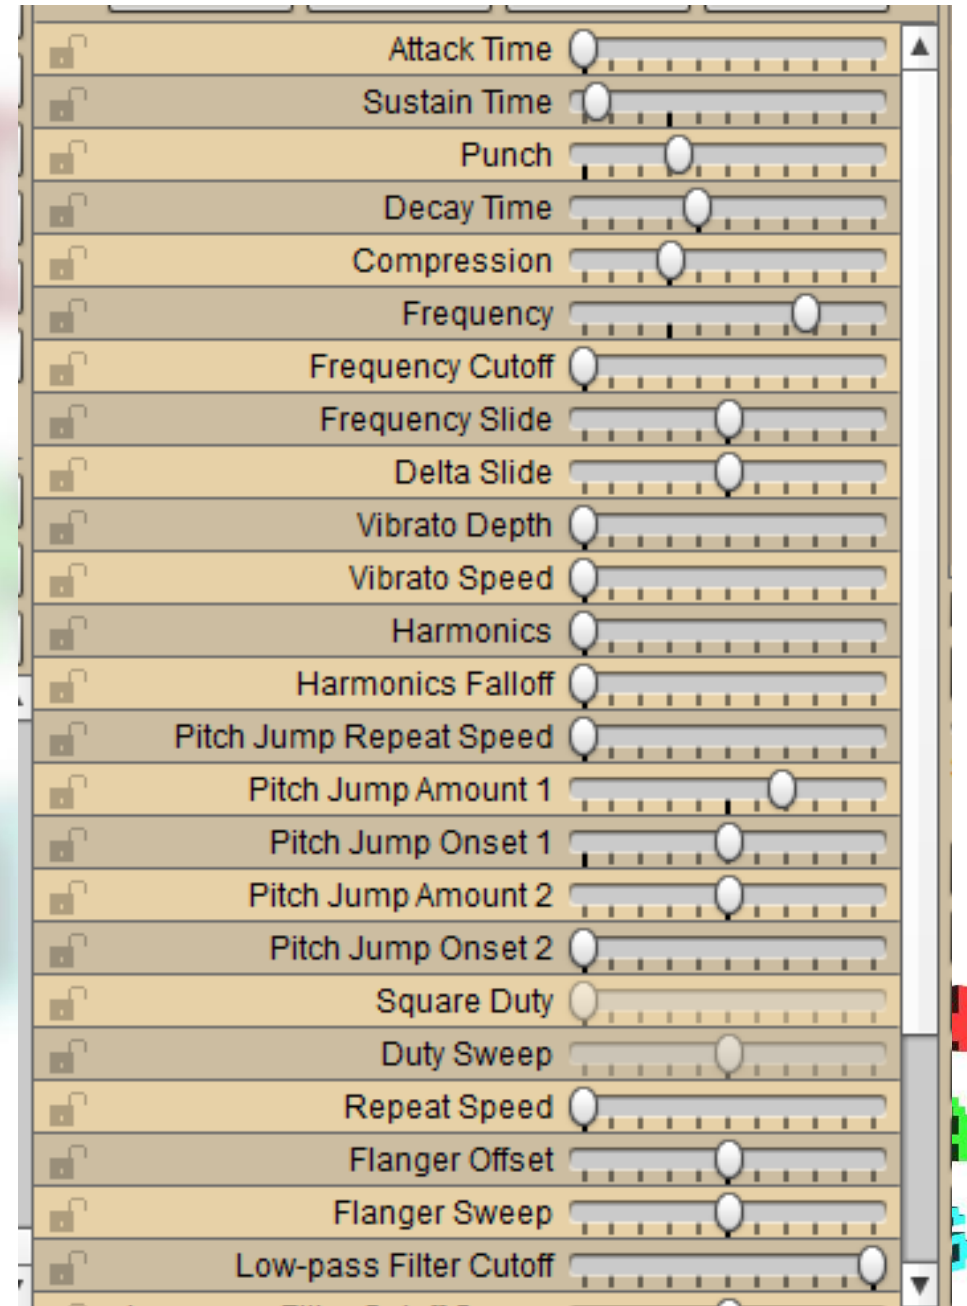 Attack Time
Sustain Time
Punch
Decay Time
Compression
Frequency
Frequency Cutoff
Frequency Slide
Delta Slide
Vibrato Depth
Vibrato Speed
Harmonics
Harmonics Falloff
Pitch Jump Repeat Speed
Pitch Jump Amount 1
Pitch Jump Onset 1
Pitch Jump Amount 2
Pitch Jump Onset 2
Square Duty
Duty Sweep
Repeat Speed
Flanger Offset
Flanger Sweep
Low-pass Filter Cutoff